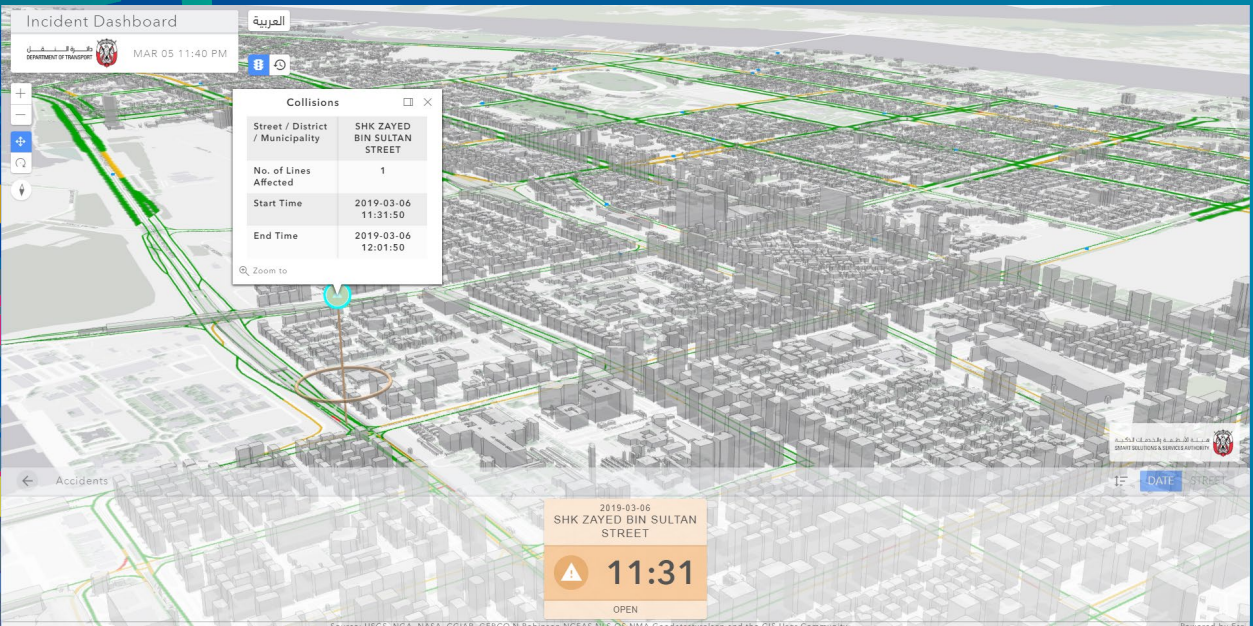 Incident Dashboard
العربية
دائـــرة الـنـــقـــل
DEPARTMENT OF TRANSPORT
MAR 05 11:40 PM
Collisions
Street / District / Municipality
SHK ZAYED BIN SULTAN STREET
No. of Lines Affected
1
Start Time
2019-03-06 11:31:50
End Time
2019-03-06 12:01:50
Zoom to
SMART SOLUTIONS & SERVICES AUTHORITY
Accidents
DATE
STREET
2019-03-06
SHK ZAYED BIN SULTAN
STREET
11:31
OPEN